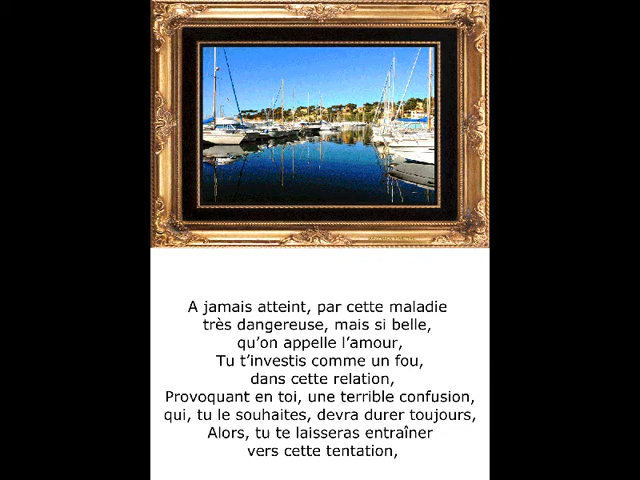 A jamais atteint, par cette maladie
très dangereuse, mais si belle,
qu'on appelle l'amour,
Tu t'investis comme un fou,
dans cette relation,
Provoquant en toi, une terrible confusion,
qui, tu le souhaites, devra durer toujours,
Alors, tu te laisseras entraîner
vers cette tentation,